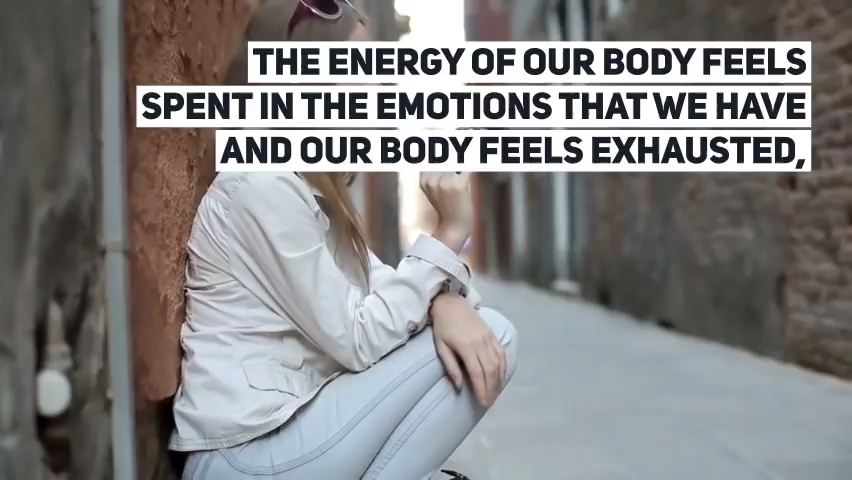 THE ENERGY OF OUR BODY FEELS
SPENT IN THE EMOTIONS THAT WE HAVE
AND OUR BODY FEELS EXHAUSTED,